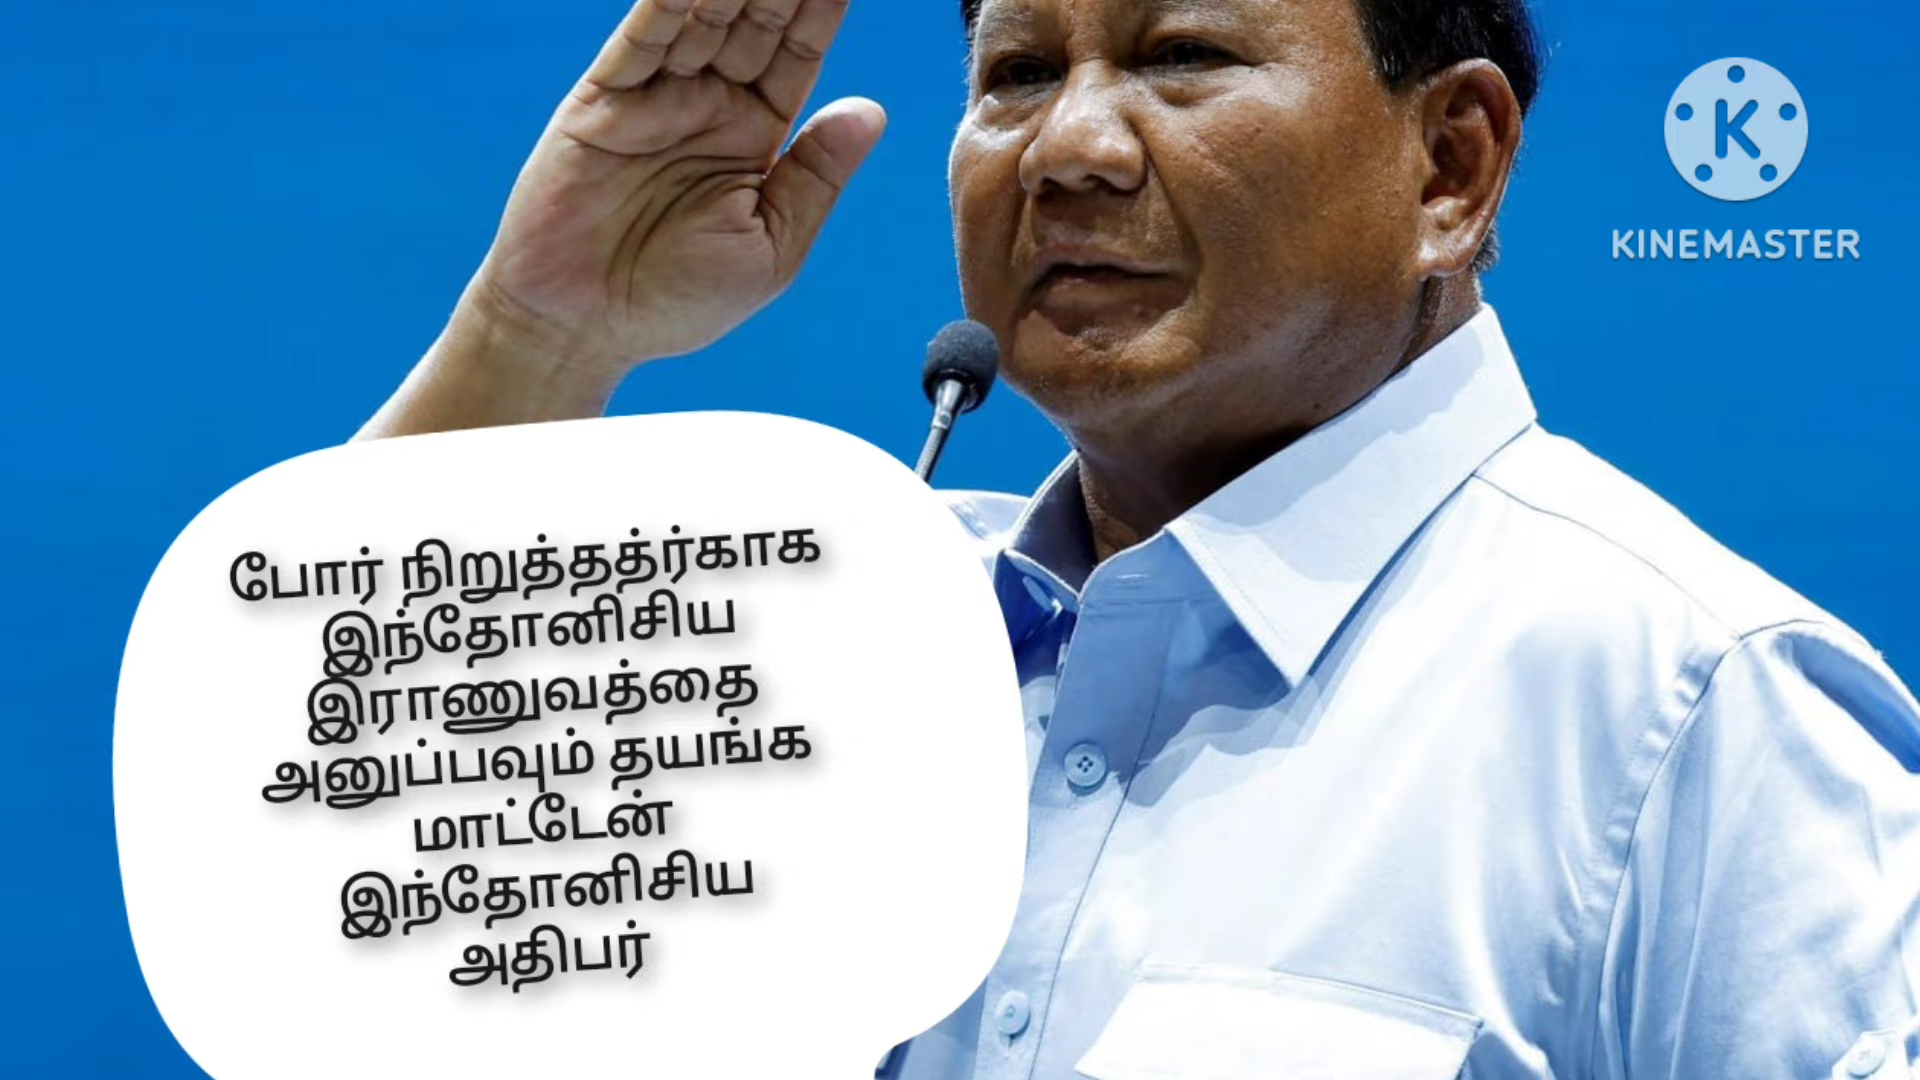 போர் நிறுத்தத்ர்காக
இந்தோனிசிய
இராணுவத்தை
அனுப்பவும் தயங்க
மாட்டேன்
இந்தோனிசிய
அதிபர்
K
KINEMASTER